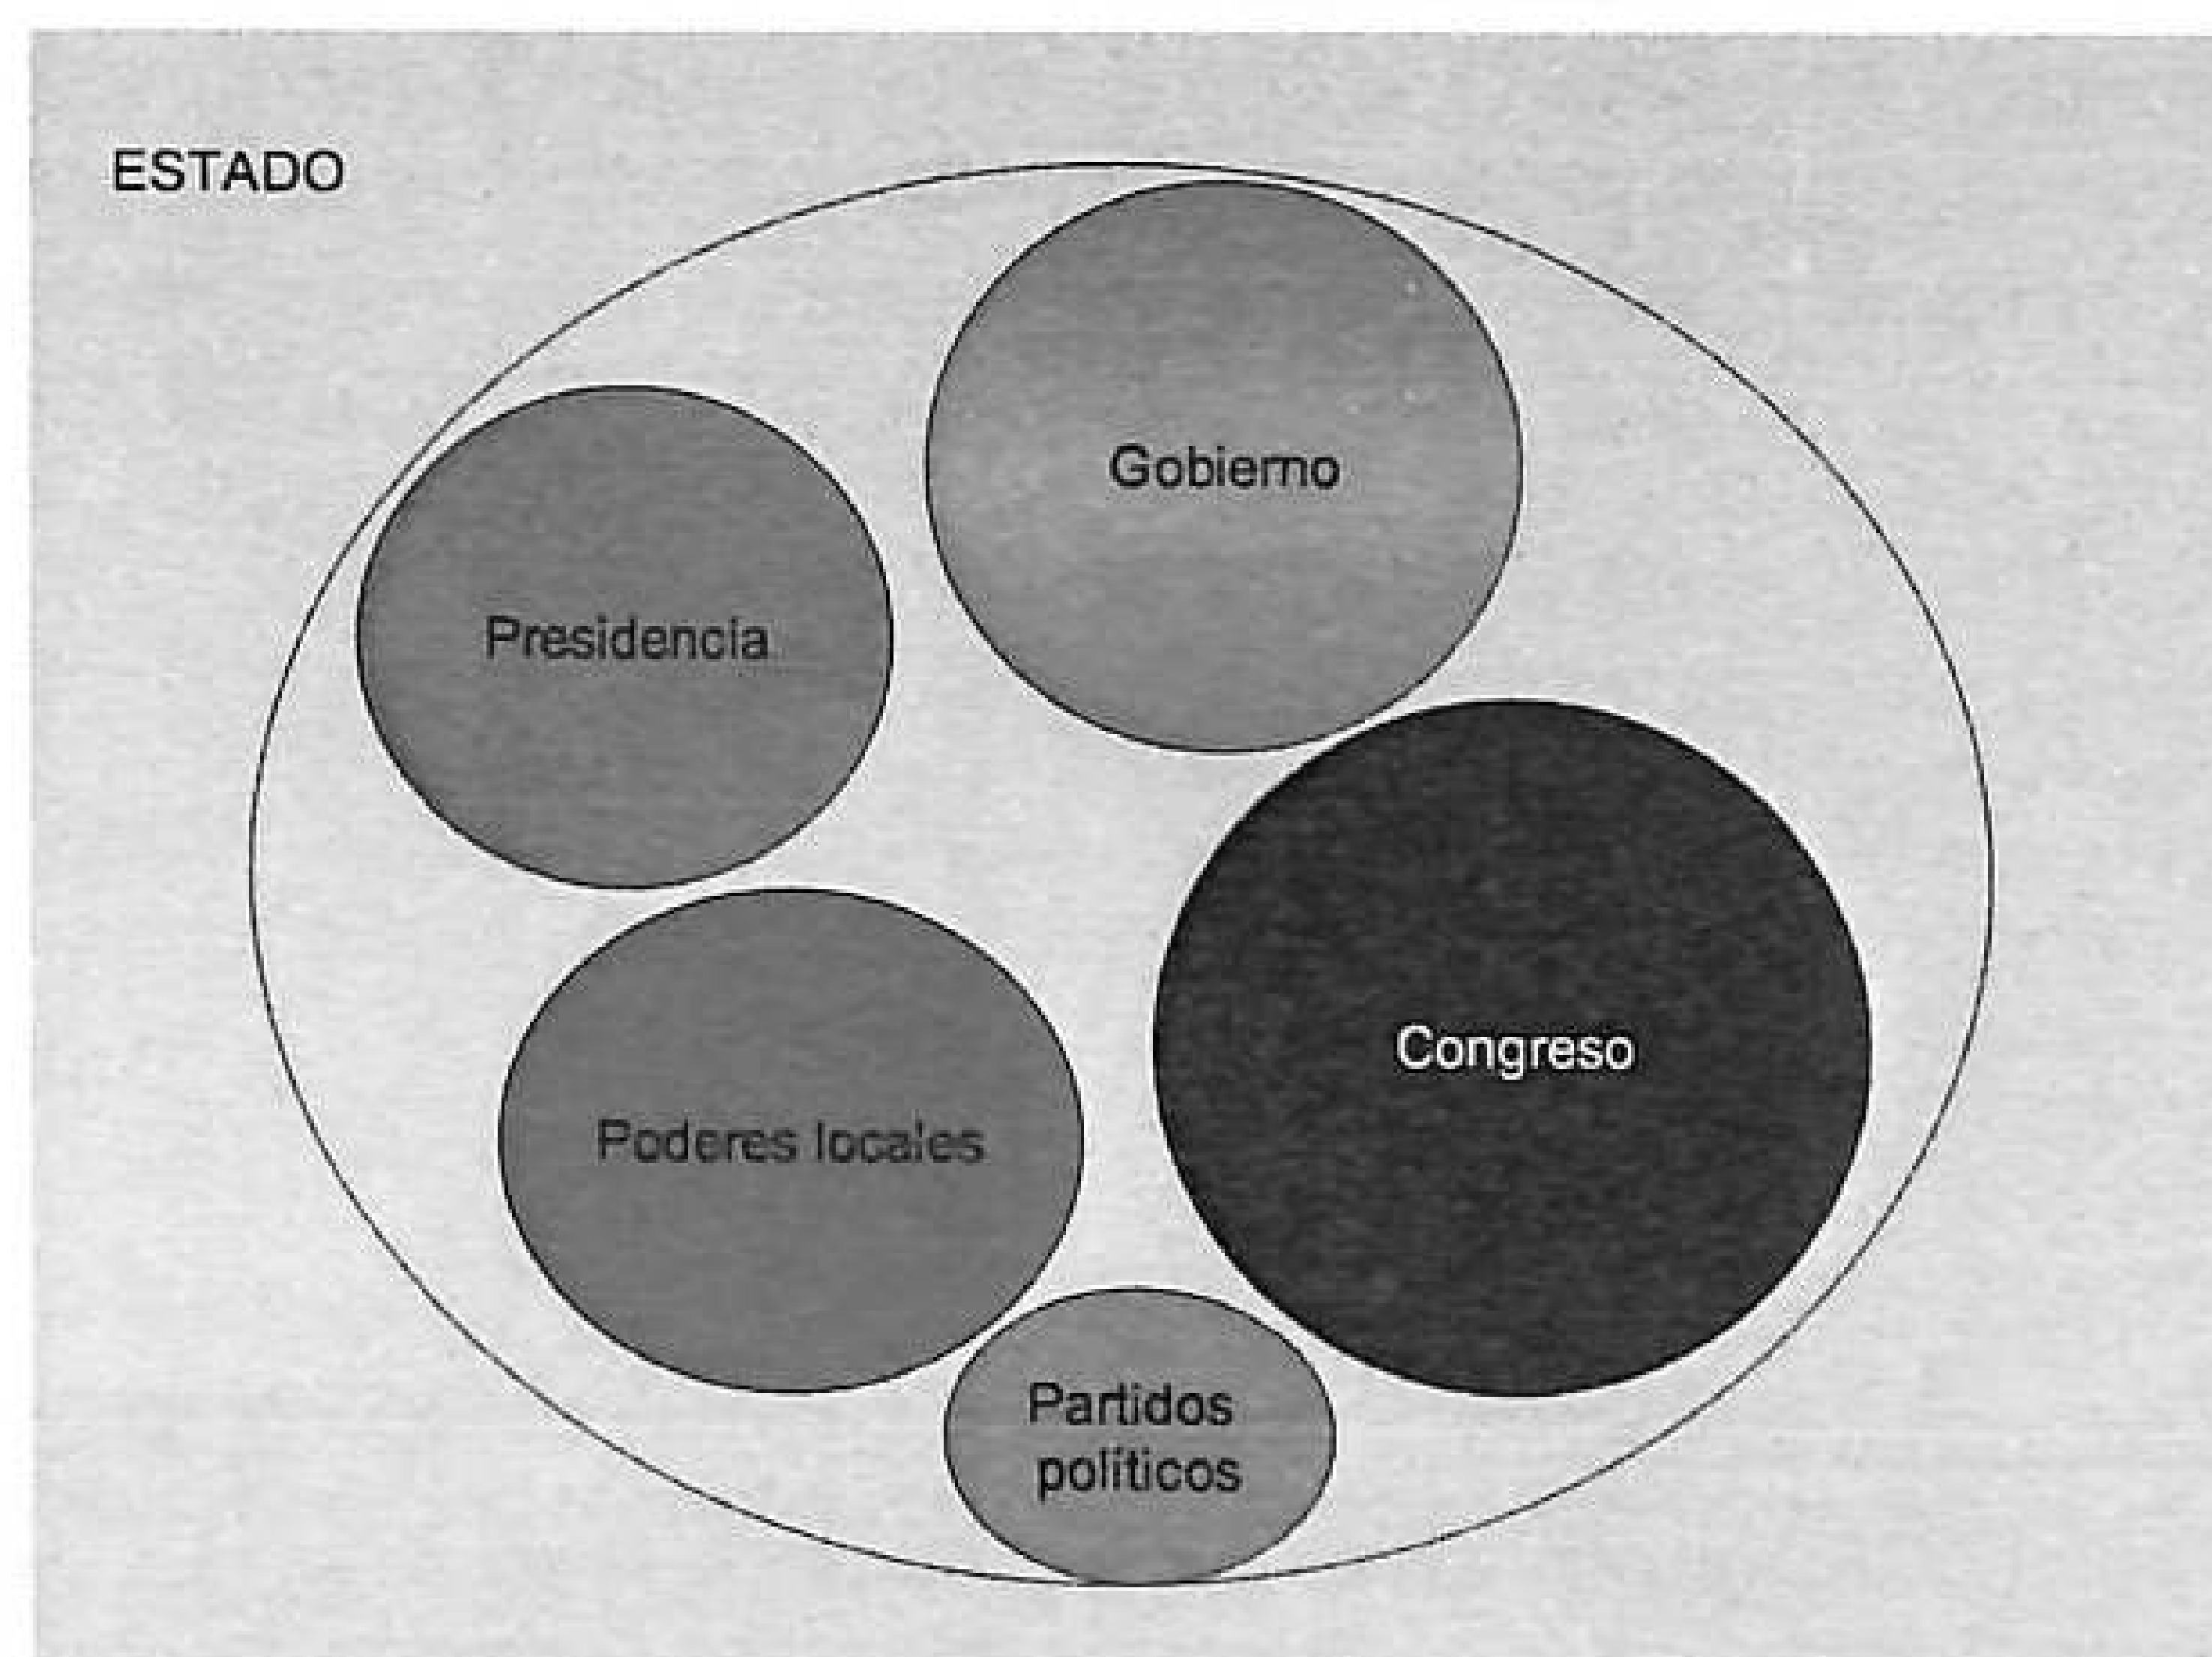 ESTADO
Gobierno
Presidencia
Congreso
Poderes locales
Partidos
políticos